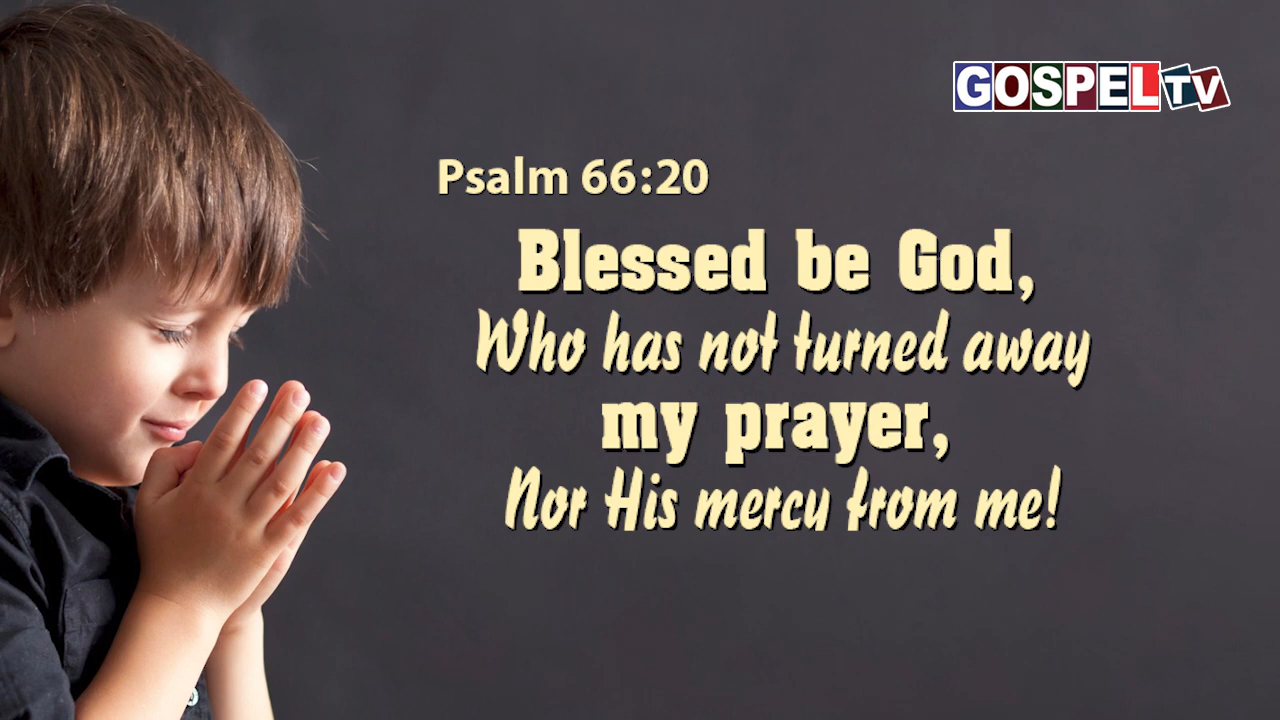 GOSPEL TV
Psalm 66:20
Blessed be God,
Who has not turned away
my prayer,
Nor His mercy from me!